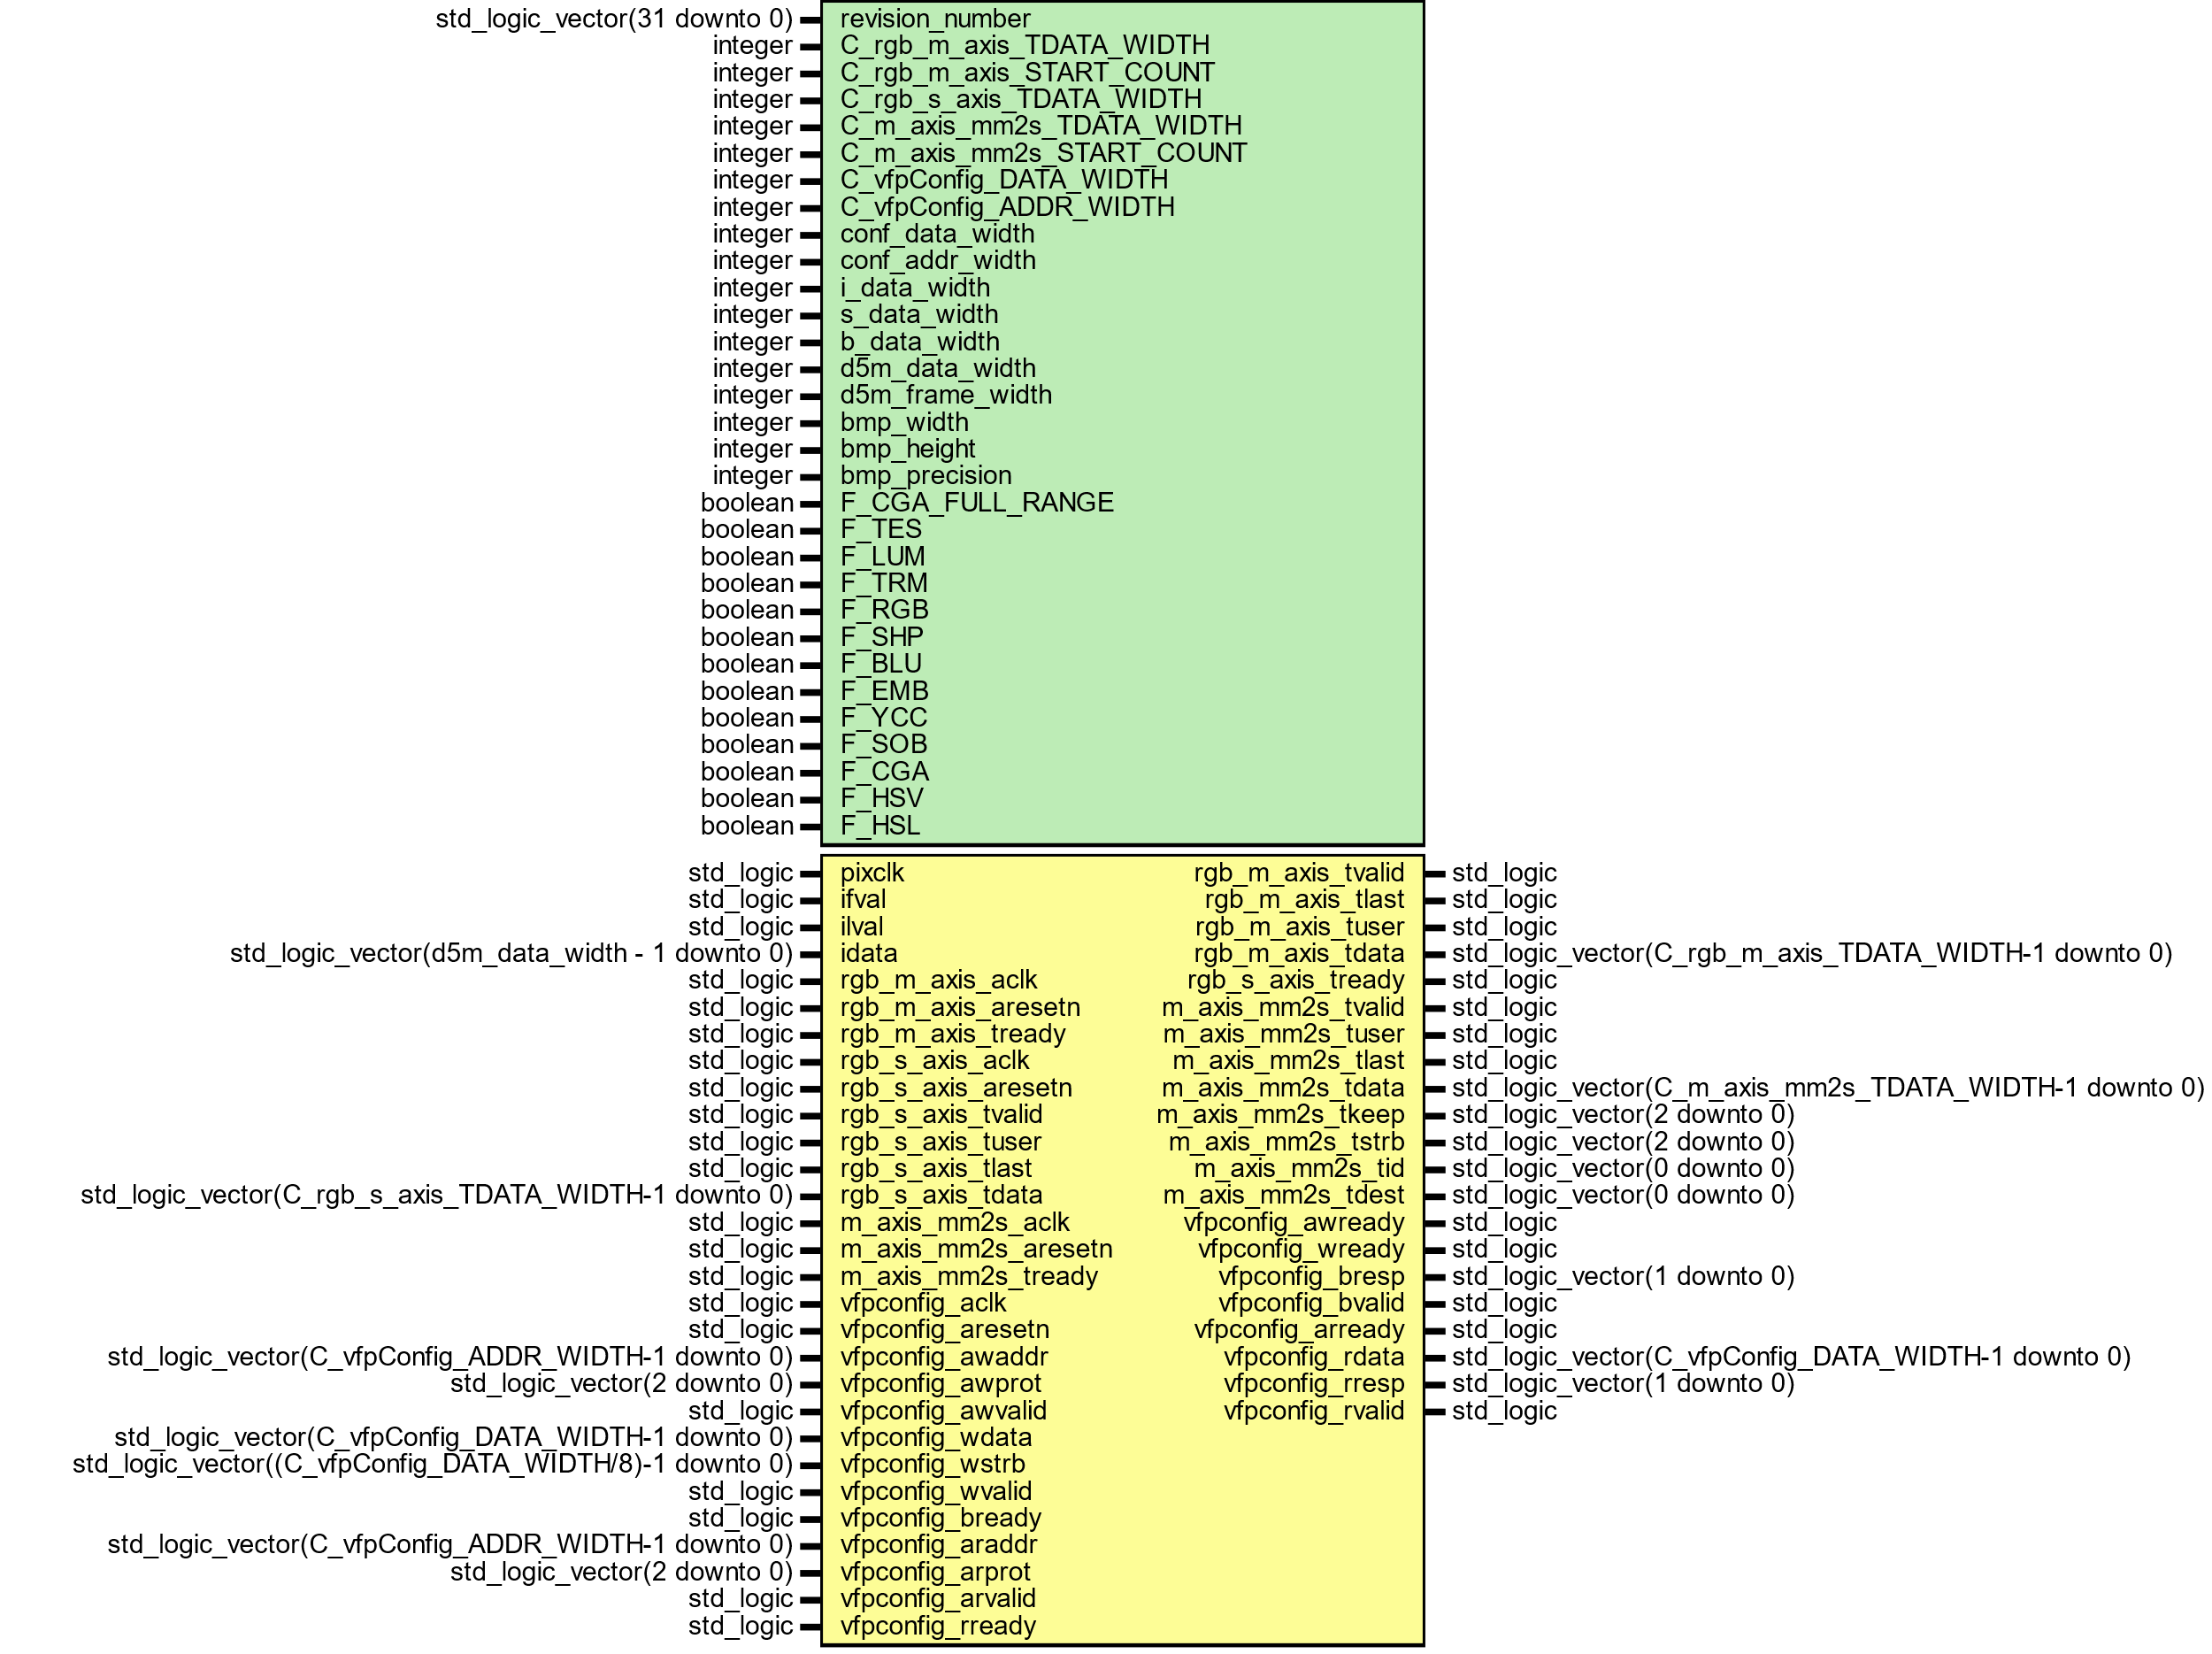 std_logic_vector(31 downto 0) revision_number
integer C_rgb_m_axis_TDATA_WIDTH
integer C_rgb_m_axis_START_COUNT
integer C_rgb_s_axis_TDATA_WIDTH
integer C_m_axis_mm2s_TDATA_WIDTH
integer C_m_axis_mm2s_START_COUNT
integer C_vfpConfig_DATA_WIDTH
integer C_vfpConfig_ADDR_WIDTH
integer conf_data_width
integer conf_addr_width
integer i_data_width
integer s_data_width
integer b_data_width
integer d5m_data_width
integer d5m_frame_width
integer bmp_width
integer bmp_height
integer bmp_precision
boolean F_CGA_FULL_RANGE
boolean F_TES
boolean F_LUM
boolean F_TRM
boolean F_RGB
boolean F_SHP
boolean F_BLU
boolean F_EMB
boolean F_YCC
boolean F_SOB
boolean F_CGA
boolean F_HSV
boolean F_HSL
std_logic pixclk rgb_m_axis_tvalid std_logic
std_logic ifval rgb_m_axis_tlast std_logic
std_logic ilval rgb_m_axis_tuser std_logic
std_logic_vector(d5m_data_width - 1 downto 0) idata rgb_m_axis_tdata std_logic_vector(C_rgb_m_axis_TDATA_WIDTH-1 downto 0)
std_logic rgb_m_axis_aclk rgb_s_axis_tready std_logic
std_logic rgb_m_axis_aresetn m_axis_mm2s_tvalid std_logic
std_logic rgb_m_axis_tready m_axis_mm2s_tuser std_logic
std_logic rgb_s_axis_aclk m_axis_mm2s_tlast std_logic
std_logic rgb_s_axis_aresetn m_axis_mm2s_tdata std_logic_vector(C_m_axis_mm2s_TDATA_WIDTH-1 downto 0)
std_logic rgb_s_axis_tvalid m_axis_mm2s_tkeep std_logic_vector(2 downto 0)
std_logic rgb_s_axis_tuser m_axis_mm2s_tstrb std_logic_vector(2 downto 0)
std_logic rgb_s_axis_tlast m_axis_mm2s_tid std_logic_vector(0 downto 0)
std_logic_vector(C_rgb_s_axis_TDATA_WIDTH-1 downto 0) rgb_s_axis_tdata m_axis_mm2s_tdest std_logic_vector(0 downto 0)
std_logic m_axis_mm2s_aclk vfpconfig_awready std_logic
std_logic m_axis_mm2s_aresetn vfpconfig_wready std_logic
std_logic m_axis_mm2s_tready vfpconfig_bresp std_logic_vector(1 downto 0)
std_logic vfpconfig_aclk vfpconfig_bvalid std_logic
std_logic vfpconfig_aresetn vfpconfig_arready std_logic
std_logic_vector(C_vfpConfig_ADDR_WIDTH-1 downto 0) vfpconfig_awaddr vfpconfig_rdata std_logic_vector(C_vfpConfig_DATA_WIDTH-1 downto 0)
std_logic_vector(2 downto 0) vfpconfig_awprot vfpconfig_rresp std_logic_vector(1 downto 0)
std_logic vfpconfig_awvalid vfpconfig_rvalid std_logic
std_logic_vector(C_vfpConfig_DATA_WIDTH-1 downto 0) vfpconfig_wdata
std_logic_vector((C_vfpConfig_DATA_WIDTH/8)-1 downto 0) vfpconfig_wstrb
std_logic vfpconfig_wvalid
std_logic vfpconfig_bready
std_logic_vector(C_vfpConfig_ADDR_WIDTH-1 downto 0) vfpconfig_araddr
std_logic_vector(2 downto 0) vfpconfig_arprot
std_logic vfpconfig_arvalid
std_logic vfpconfig_rready